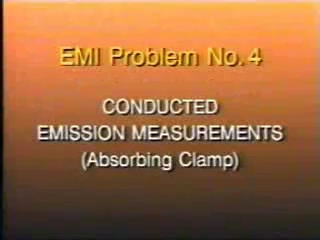 EMI Problem No. 4
CONDUCTED
EMISSION MEASUREMENTS
(Absorbing Clamp)